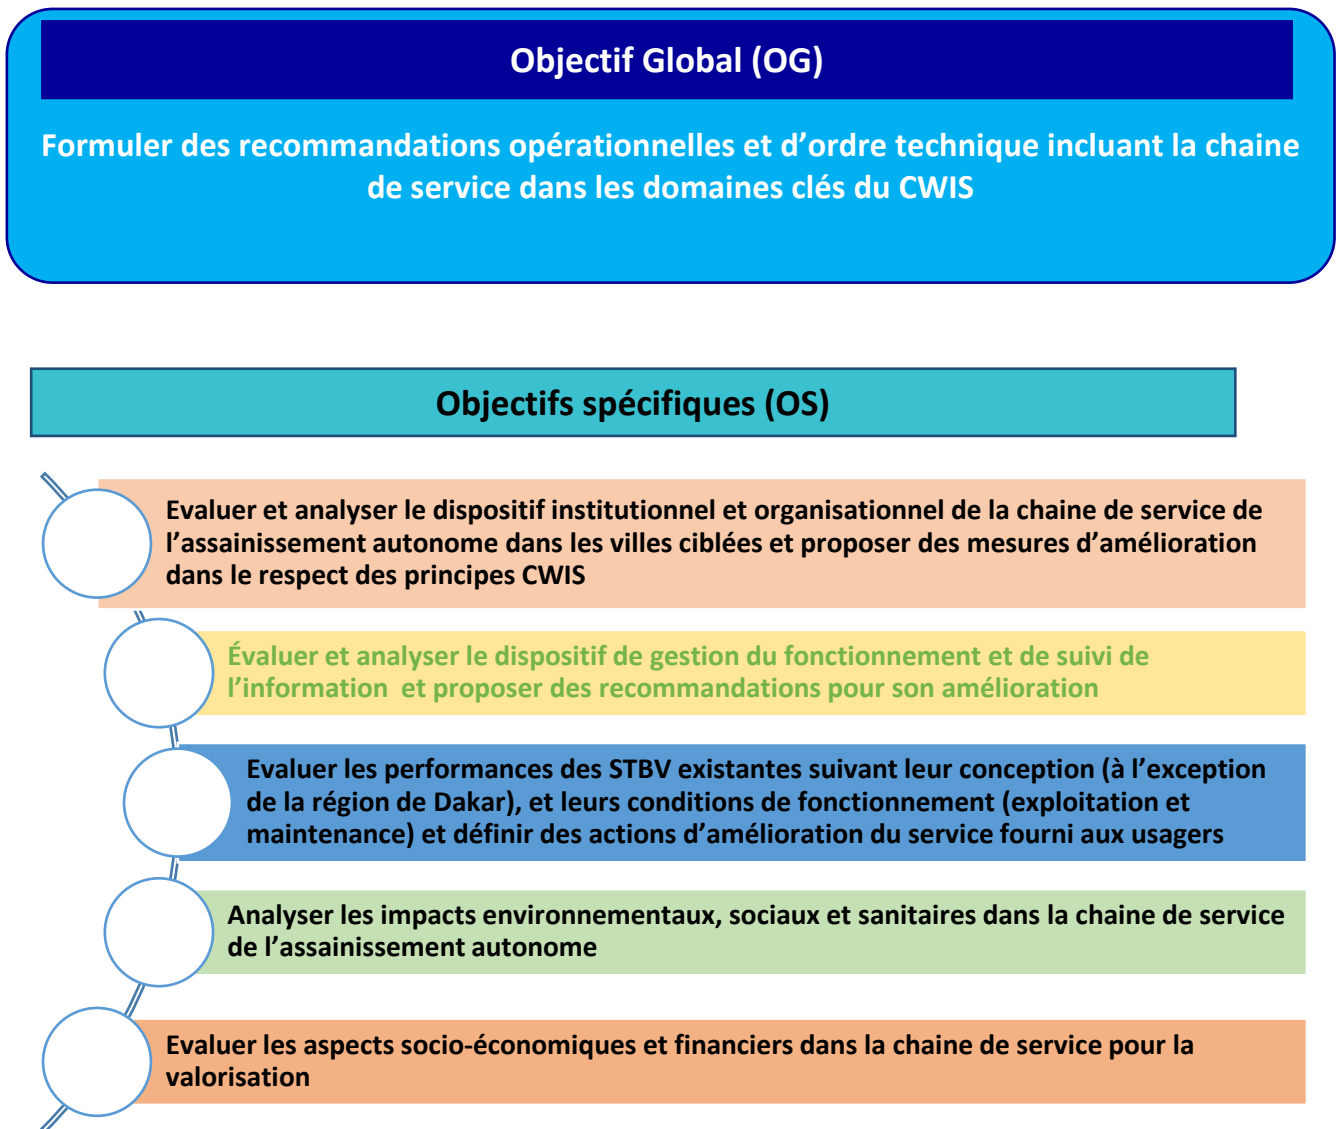 Objectif Global (OG)
Formuler des recommandations opérationnelles et d’ordre technique incluant la chaine
de service dans les domaines clés du CWIS
Objectifs spécifiques (OS)
Evaluer et analyser le dispositif institutionnel et organisationnel de la chaine de service de
l’assainissement autonome dans les villes ciblées et proposer des mesures d’amélioration
dans le respect des principes CWIS
Évaluer et analyser le dispositif de gestion du fonctionnement et de suivi de
l’information et proposer des recommandations pour son amélioration
Evaluer les performances des STBV existantes suivant leur conception (à l’exception
de la région de Dakar), et leurs conditions de fonctionnement (exploitation et
maintenance) et définir des actions d’amélioration du service fourni aux usagers
Analyser les impacts environnementaux, sociaux et sanitaires dans la chaine de service
de l’assainissement autonome
Evaluer les aspects socio-économiques et financiers dans la chaine de service pour la
valorisation